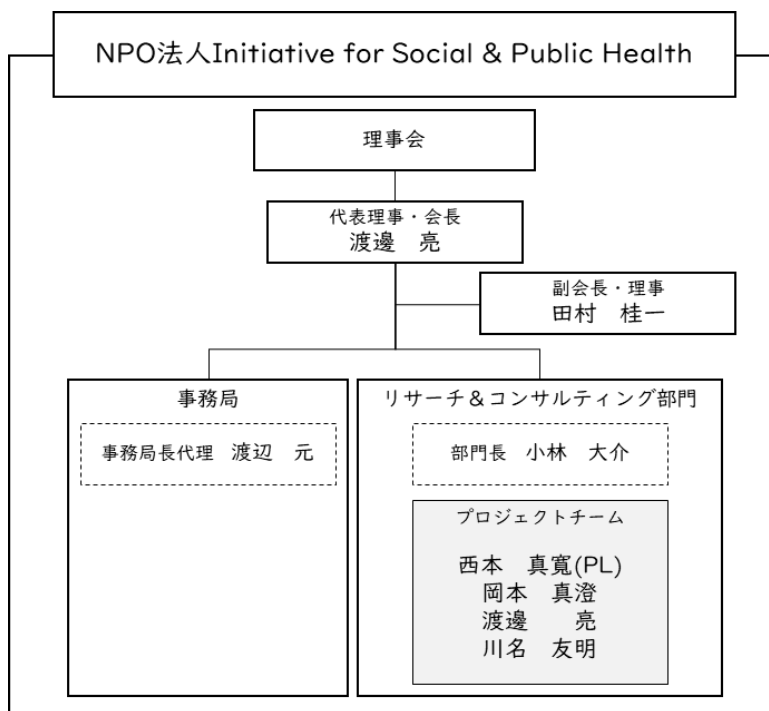 NPO法人Initiative for Social & Public Health
理事会
代表理事・会長
渡邊　亮
副会長・理事
田村　桂一
事務局
事務局長代理　渡辺　元
リサーチ＆コンサルティング部門
部門長　小林　大介
プロジェクトチーム
西本　真寛(PL)
岡本　真澄
渡邊　　亮
川名　友明